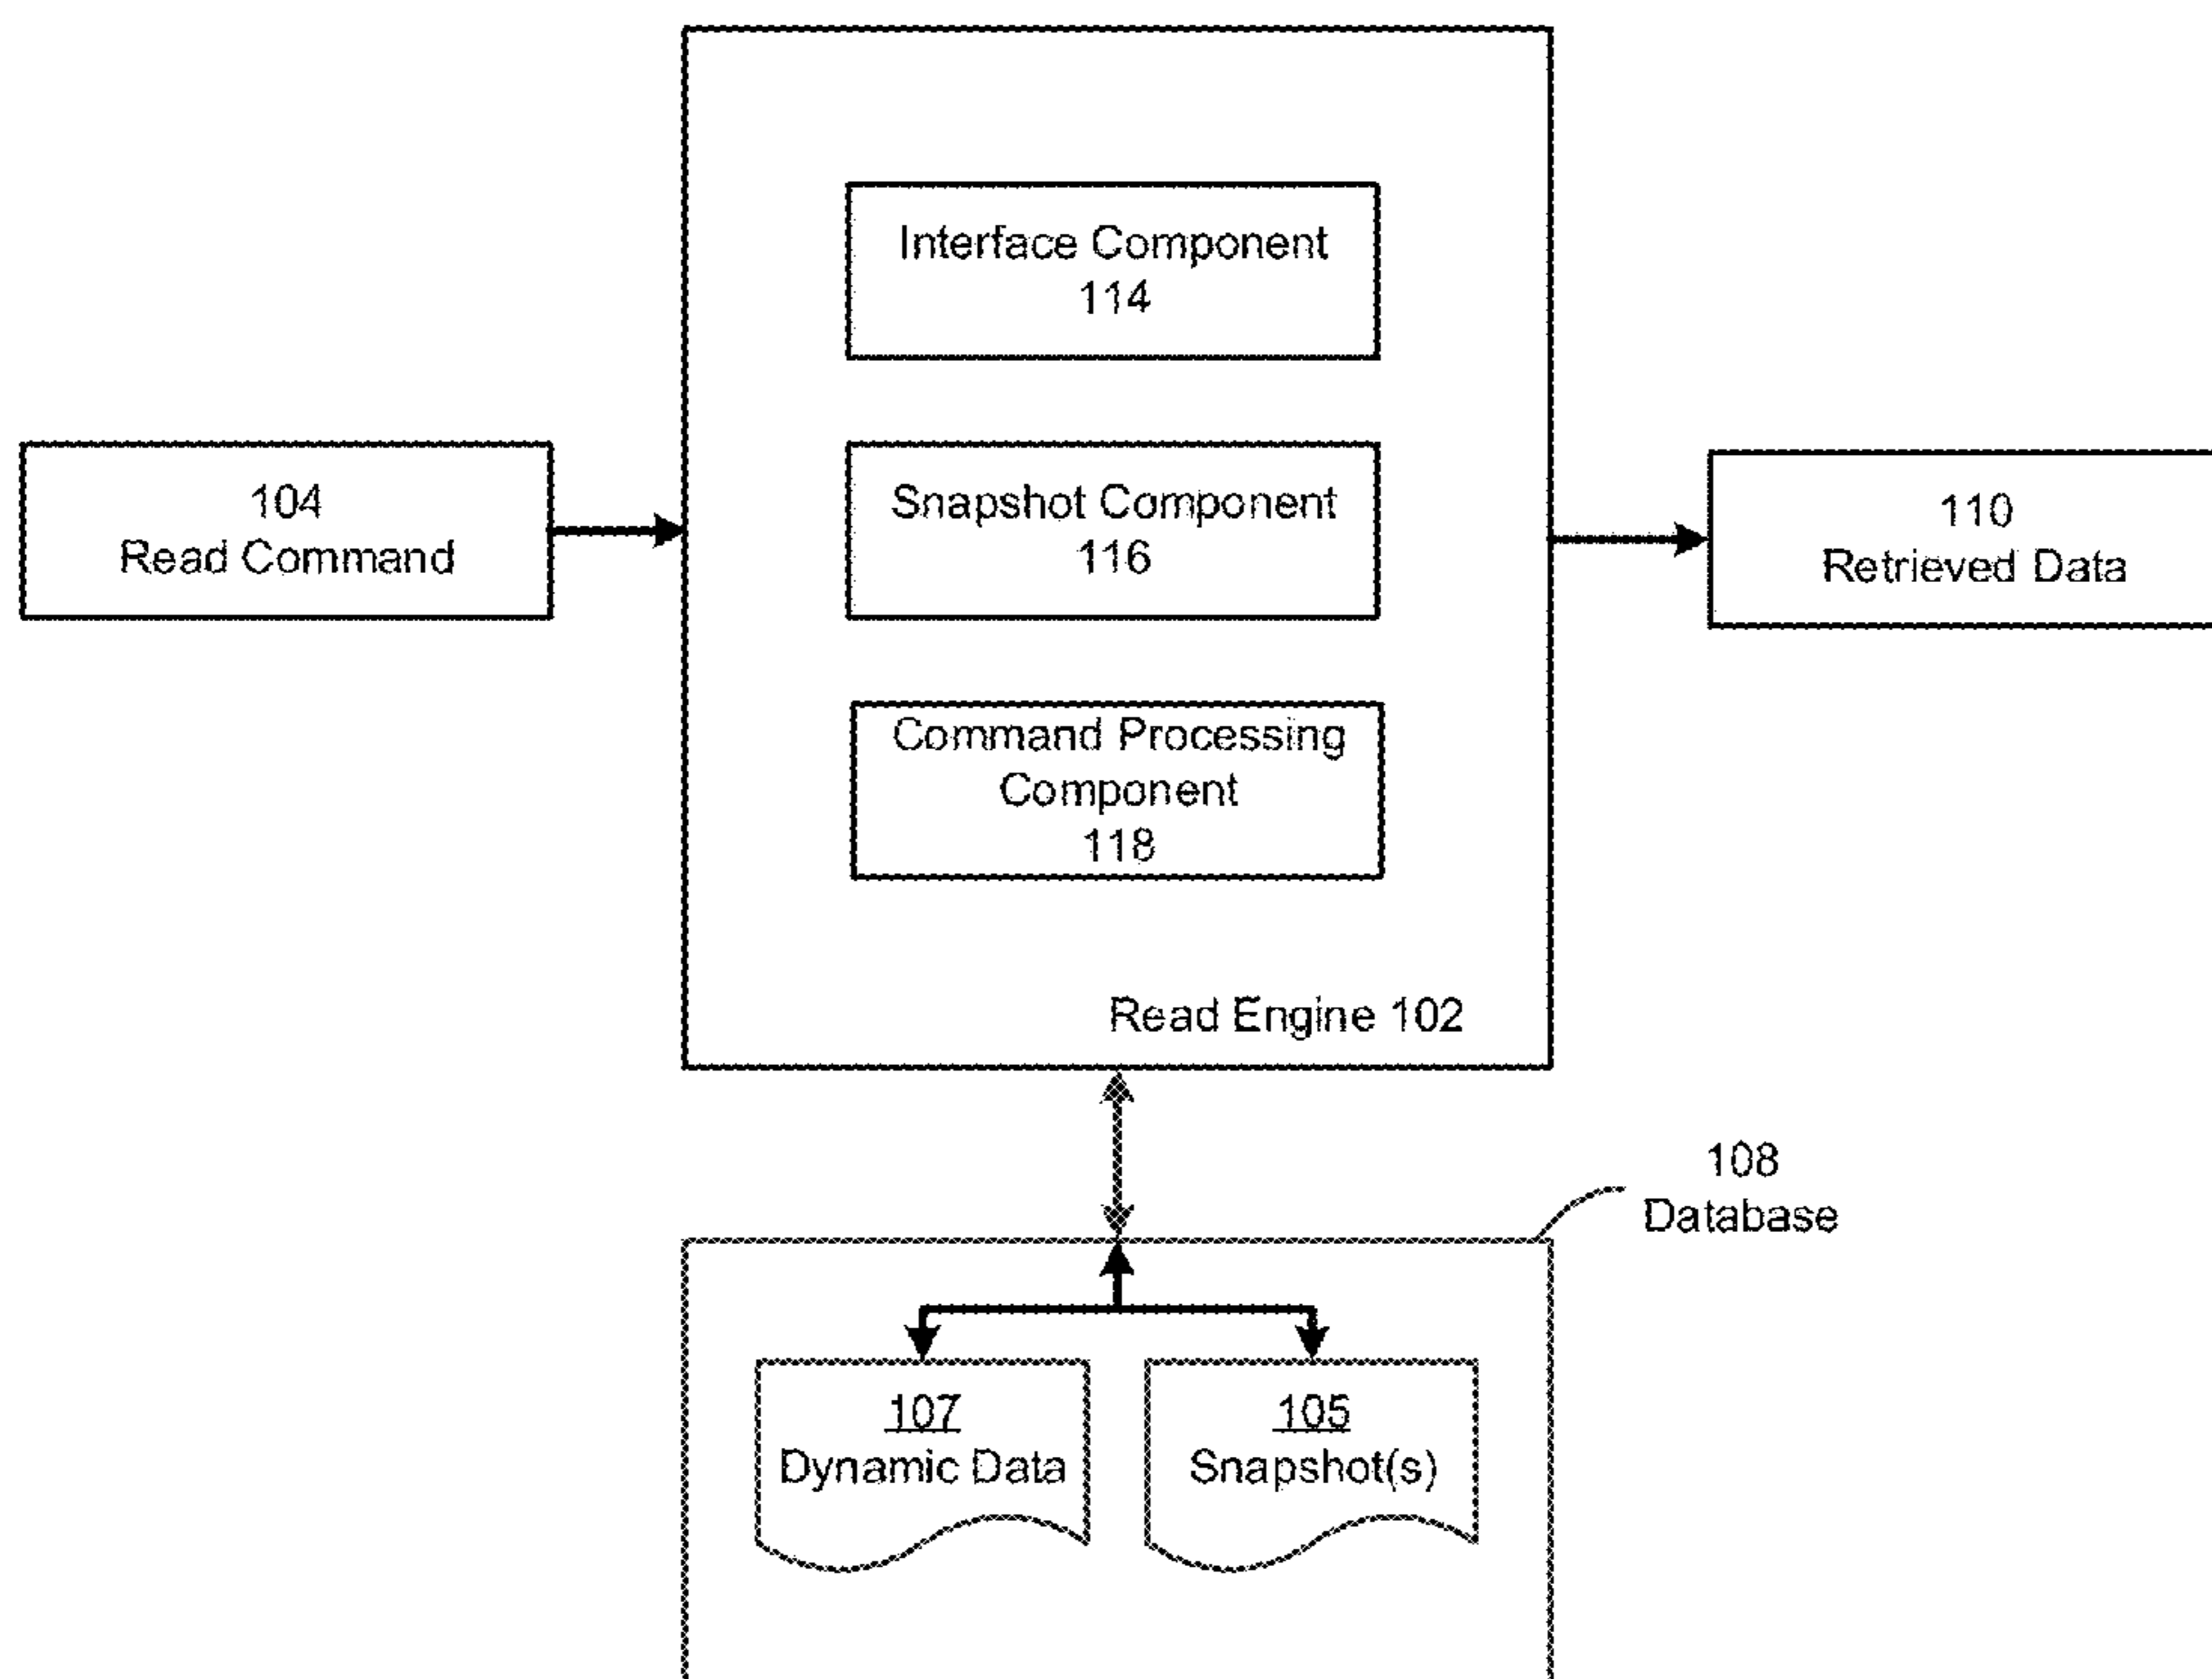 Interface Component
114
104
Read Command
Snapshot Component
116
110
Retrieved Data
Command Processing
Component
118
Read Engine 102
108
Database
107
Dynamic Data
105
Snapshot(s)